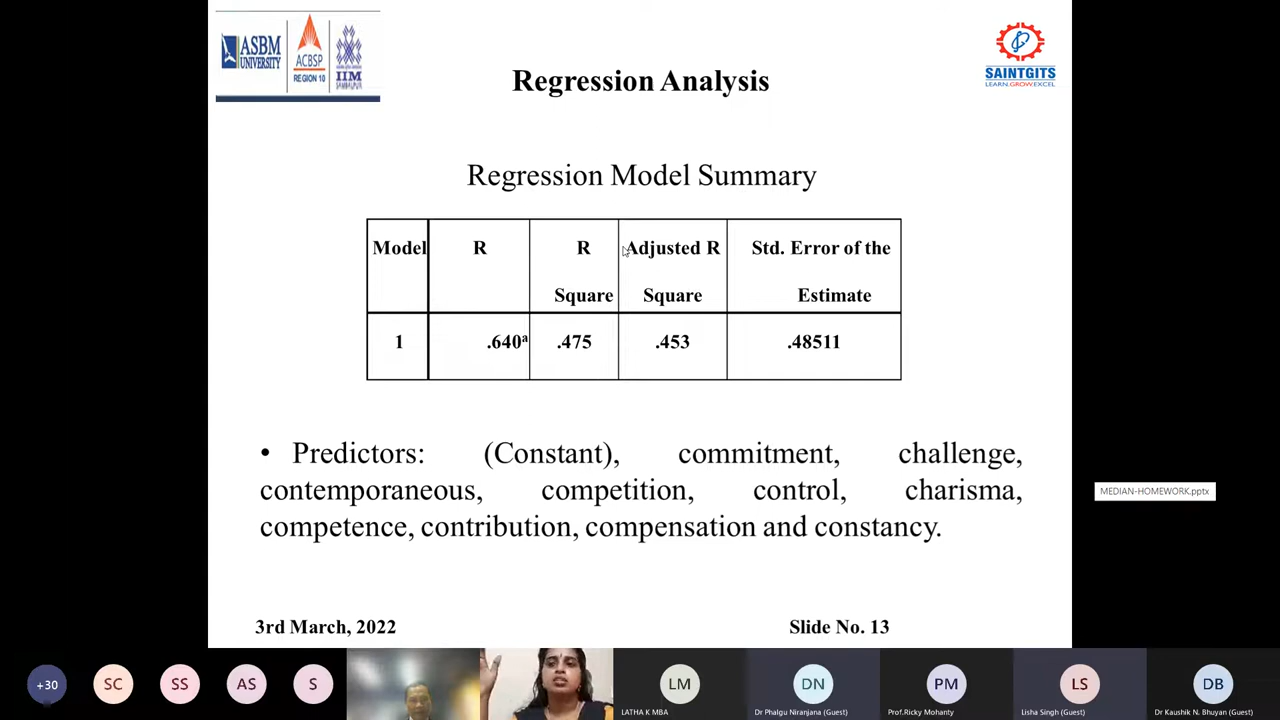 ASBM
UNIVERSITY
ACBSP
REGION 10
IIM
SAMBALPUR
SAINTGITS
LEARN.GROW.EXCEL
Regression Analysis
Regression Model Summary
Model R R Square Adjusted R Square Std. Error of the Estimate
1 .640ᵃ .475 .453 .48511
• Predictors: (Constant), commitment, challenge,
contemporaneous, competition, control, charisma,
competence, contribution, compensation and constancy.
MEDIAN-HOMEWORK.pptx
3rd March, 2022 Slide No. 13
+30 SC SS AS S LM DN PM LS DB
LATHA K MBA Dr Phalgu Niranjana (Guest) Prof.Ricky Mohanty Lisha Singh (Guest) Dr Kaushik N. Bhuyan (Guest)